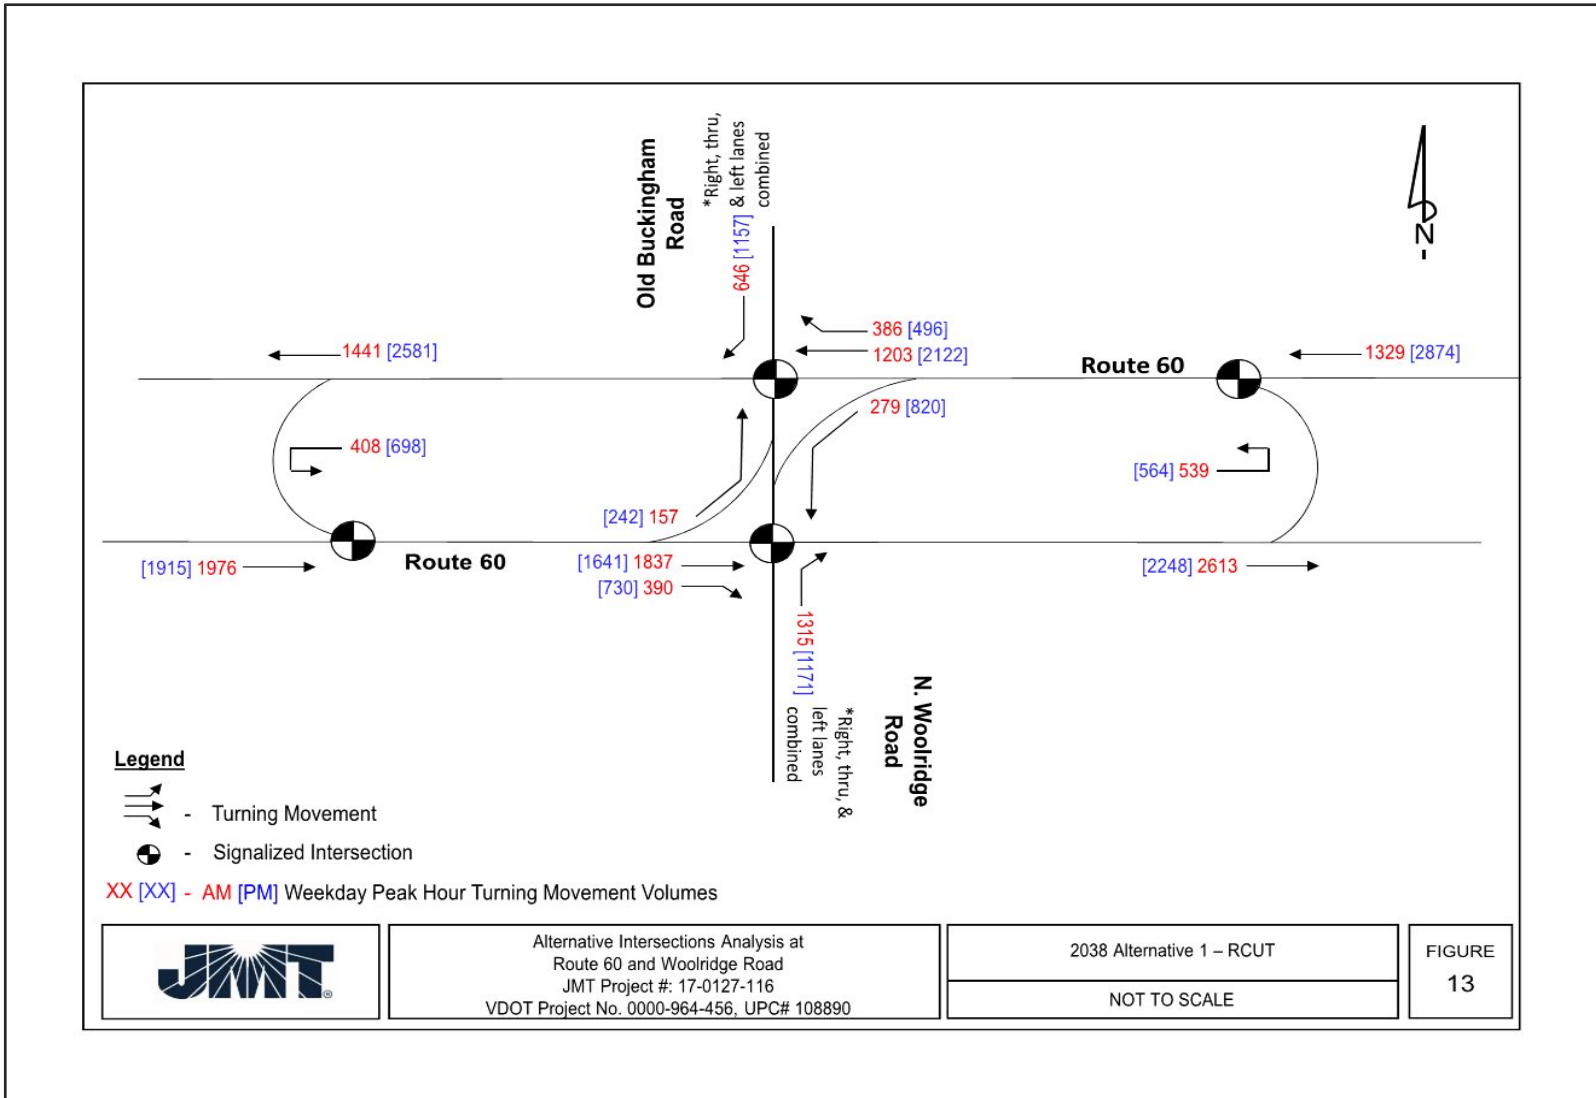 Old Buckingham
Road
*Right, thru,
& left lanes
combined
646 [1157]
N
1441 [2581]
386 [496]
1203 [2122]
Route 60
1329 [2874]
279 [820]
408 [698]
[564] 539
[242] 157
[1915] 1976
Route 60
[1641] 1837
[730] 390
[2248] 2613
1315 [1171]
*Right, thru, &
left lanes
combined
N. Woolridge
Road
Legend
- Turning Movement
- Signalized Intersection
XX [XX] - AM [PM] Weekday Peak Hour Turning Movement Volumes
JMT®
Alternative Intersections Analysis at
Route 60 and Woolridge Road
JMT Project #: 17-0127-116
VDOT Project No. 0000-964-456, UPC# 108890
2038 Alternative 1 – RCUT
NOT TO SCALE
FIGURE
13